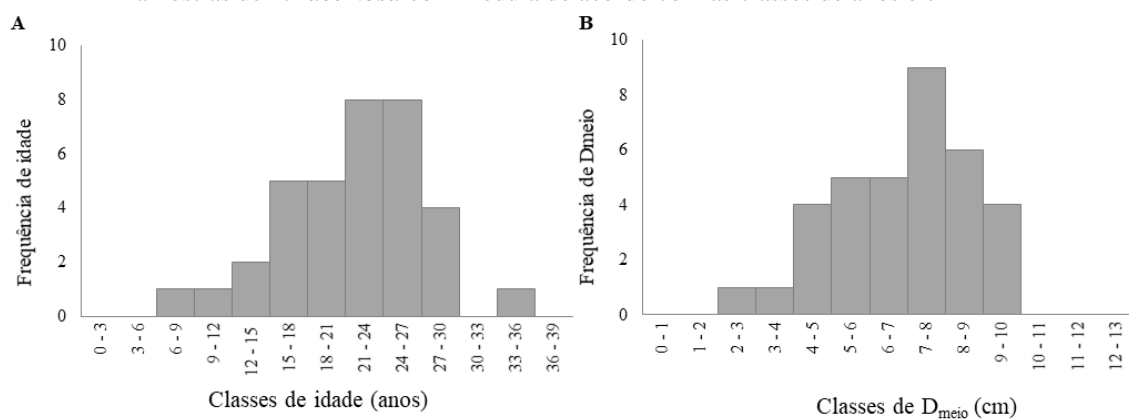 A
B
10
8
6
4
2
0
Frequência de idade
0 - 3
3 - 6
6 - 9
9 - 12
12 - 15
15 - 18
18 - 21
21 - 24
24 - 27
27 - 30
30 - 33
33 - 36
36 - 39
Classes de idade (anos)
10
8
6
4
2
0
Frequência de Dmeio
0 - 1
1 - 2
2 - 3
3 - 4
4 - 5
5 - 6
6 - 7
7 - 8
8 - 9
9 - 10
10 - 11
11 - 12
12 - 13
Classes de Dmeio (cm)